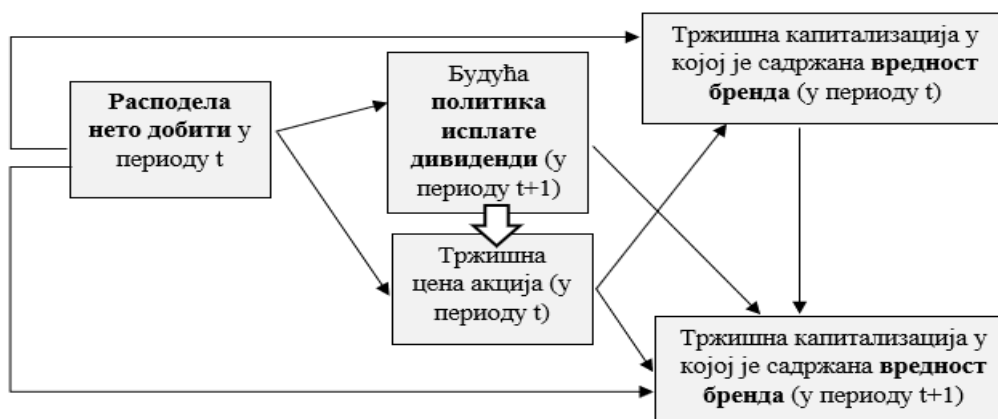 Расподела
нето добити у
периоду t
Будућа
политика
исплате
дивиденди (у
периоду t+1)
Тржишна
цена акција (у
периоду t)
Тржишна капитализација у
којој је садржана вредност
бренда (у периоду t)
Тржишна капитализација у
којој је садржана вредност
бренда (у периоду t+1)